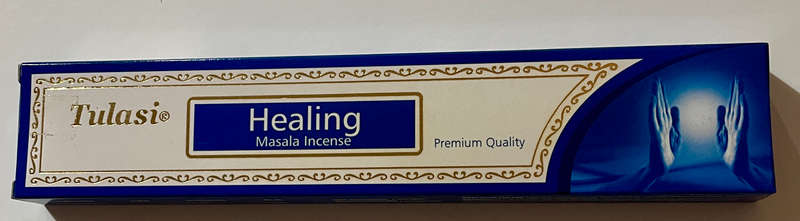 Tulasi©
Healing
Masala Incense
Premium Quality